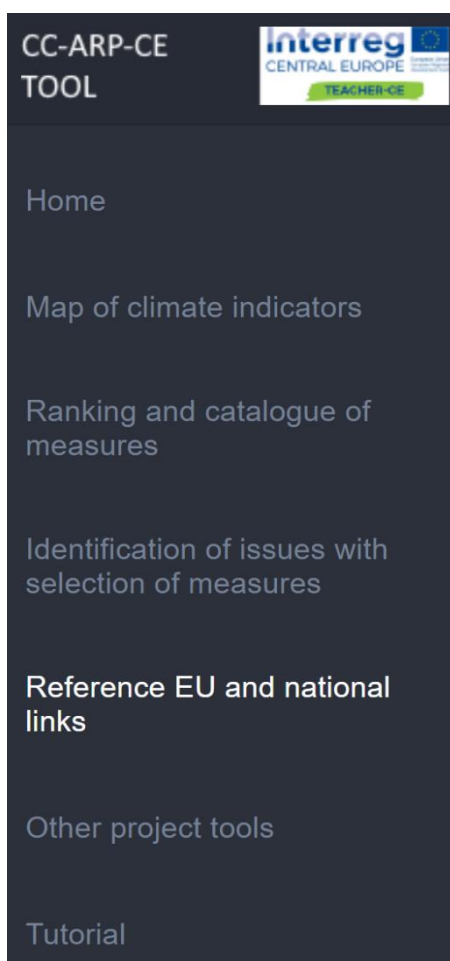 CC-ARP-CE
TOOL
Interreg
CENTRAL EUROPE
TEACHER-CE
Home
Map of climate indicators
Ranking and catalogue of
measures
Identification of issues with
selection of measures
Reference EU and national
links
Other project tools
Tutorial